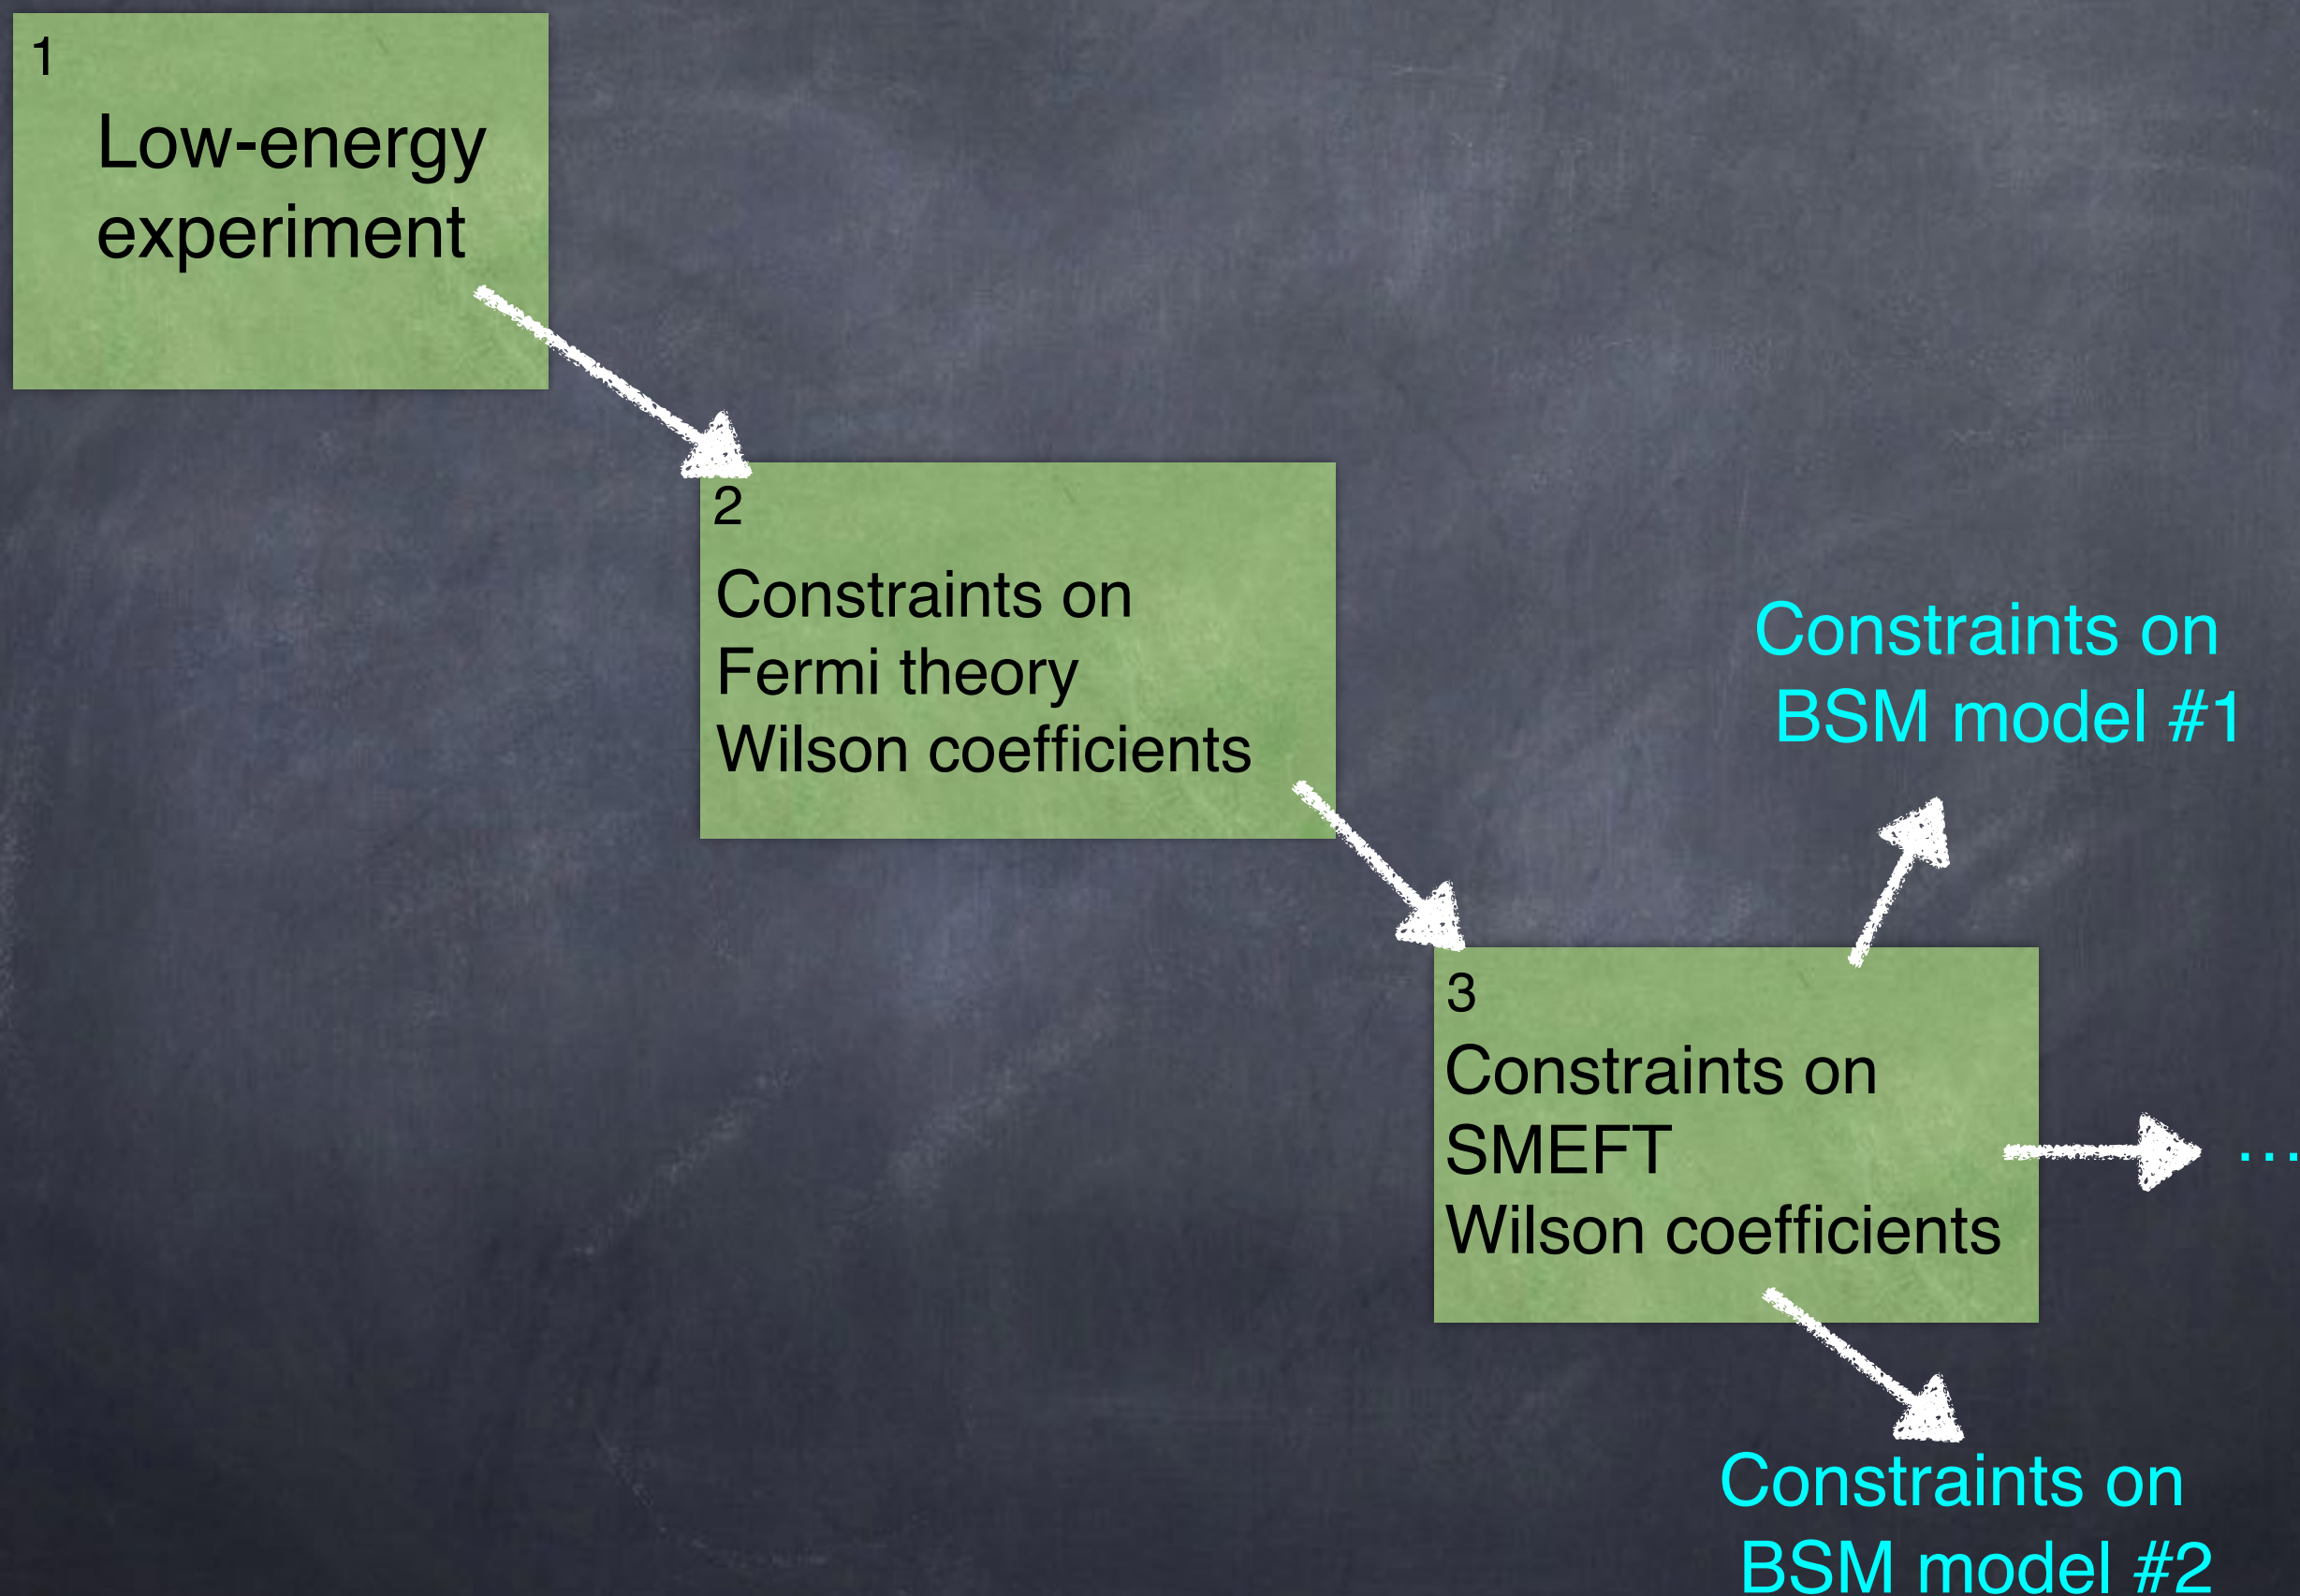 1
Low-energy
experiment
2
Constraints on
Fermi theory
Wilson coefficients
Constraints on
BSM model #1
3
Constraints on
SMEFT
Wilson coefficients
...
Constraints on
BSM model #2